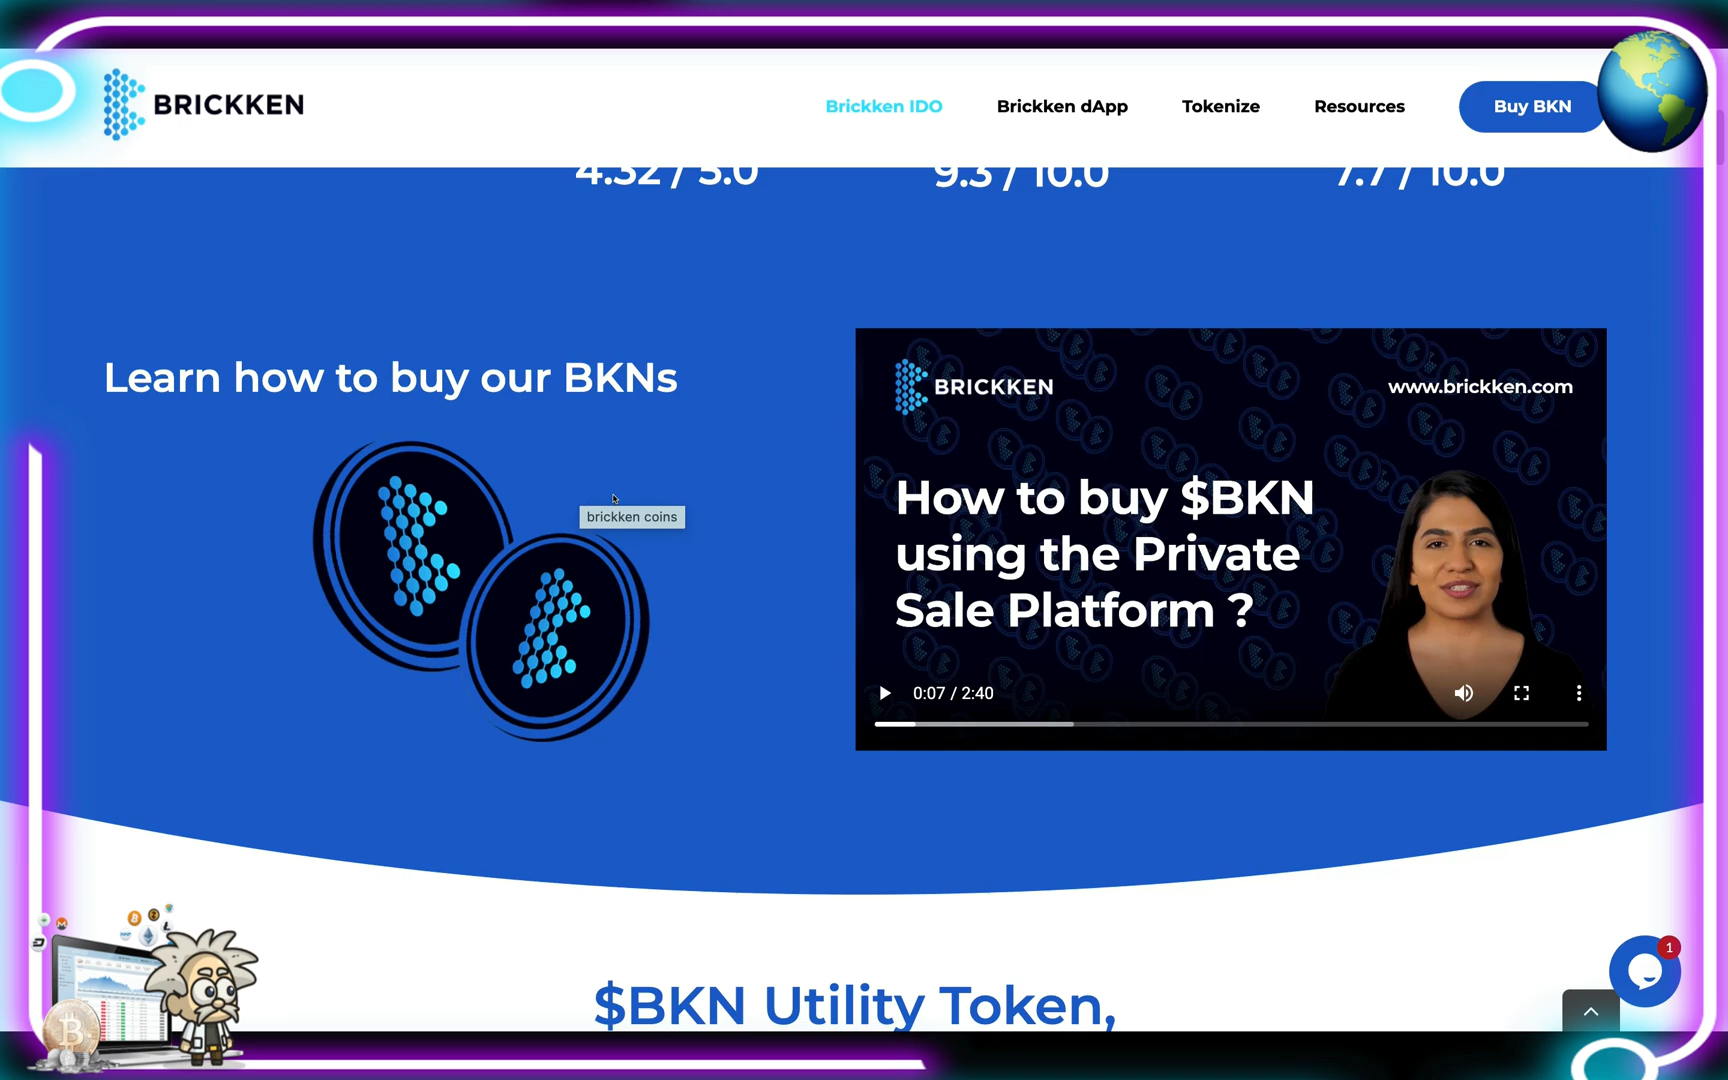 BRICKKEN
Brickken IDO
Brickken dApp
Tokenize
Resources
Buy BKN
4.32 / 5.0
9.3 / 10.0
7.7 / 10.0
Learn how to buy our BKNs
brickken coins
BRICKKEN
www.brickken.com
How to buy $BKN
using the Private
Sale Platform ?
0:07 / 2:40
1
$BKN Utility Token,